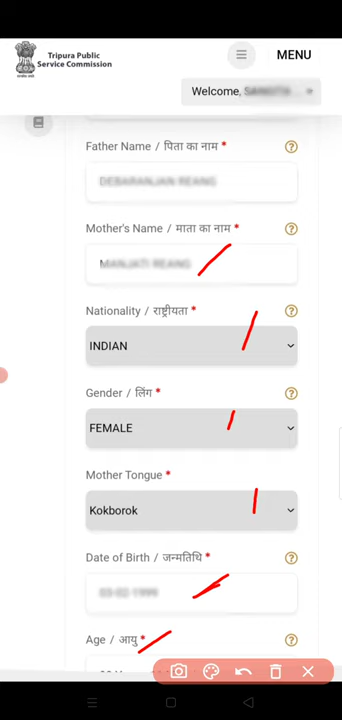 Tripura Public
Service Commission
MENU
Welcome,
Father Name / पिता का नाम *
Mother's Name / माता का नाम *
Nationality / राष्ट्रीयता *
INDIAN
Gender / लिंग *
FEMALE
Mother Tongue *
Kokborok
Date of Birth / जन्मतिथि *
Age / आयु *